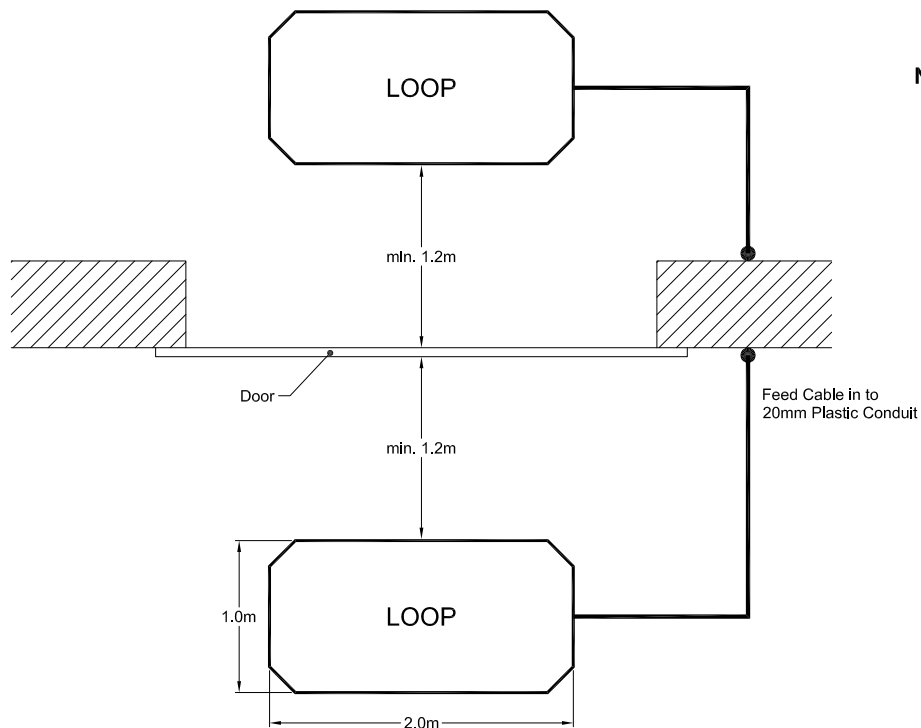 LOOP
N
min. 1.2m
Door
Feed Cable in to
20mm Plastic Conduit
min. 1.2m
1.0m
LOOP
2.0m